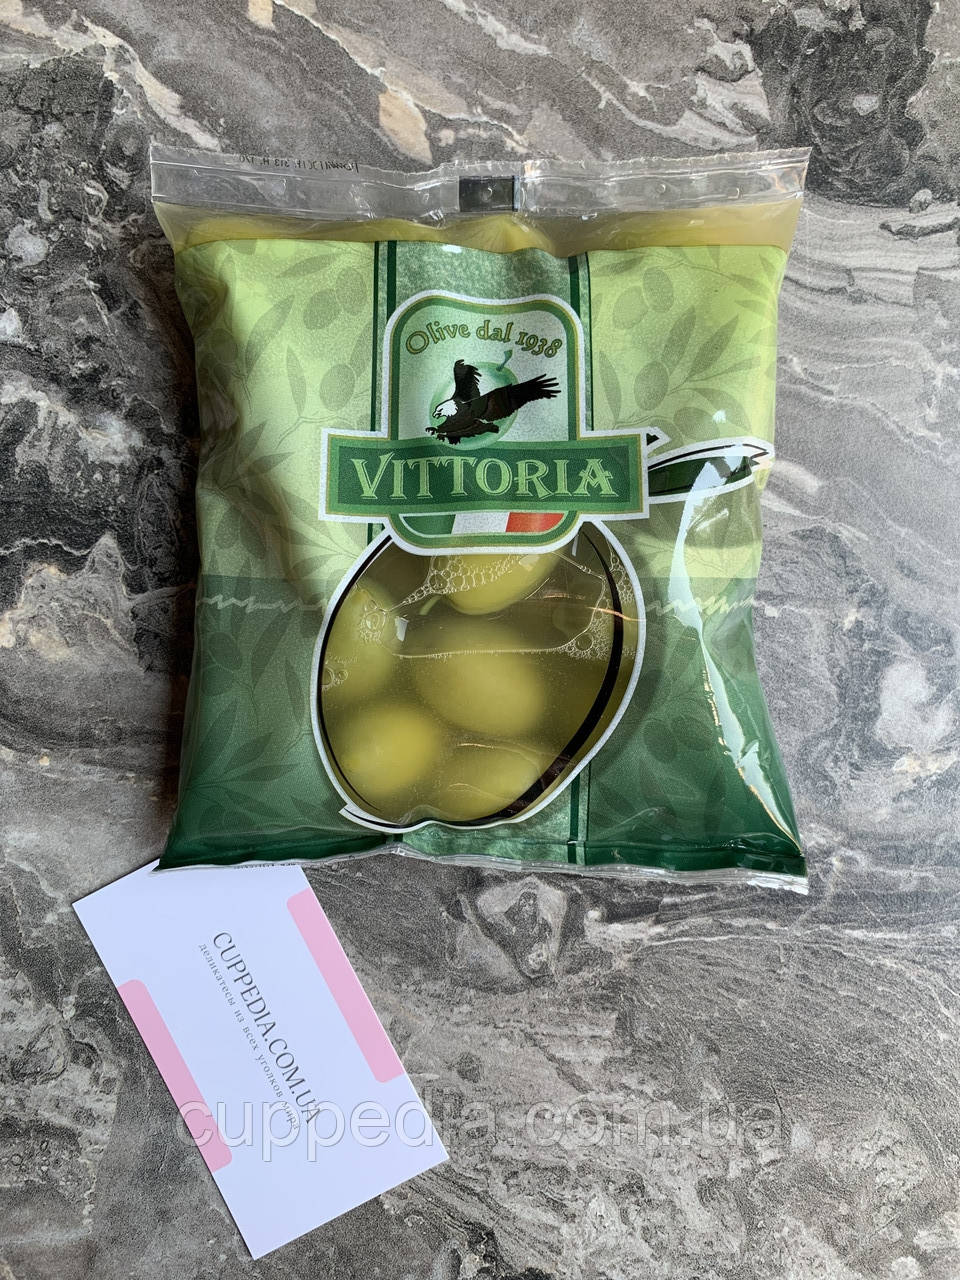 Olive dal 1938
VITTORIA
CUPPEDIA.COM.UA
деликатесы из всех уголков мира
cuppedia.com.ua